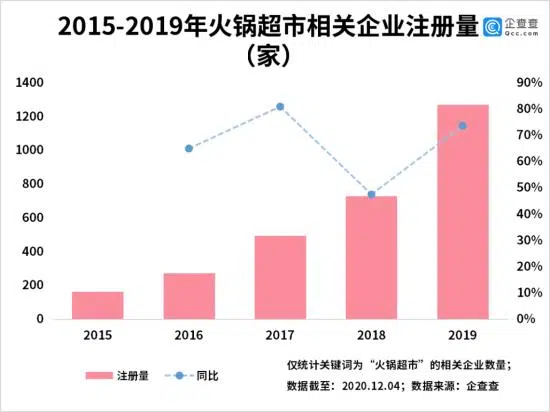 2015-2019年火锅超市相关企业注册量
(家)
企查查
Qcc.com
1400 90%
1200 80%
1000 70%
800 60%
600 50%
400 40%
200 30%
0 20%
10%
0%
2015 2016 2017 2018 2019
注册量 同比
仅统计关键词为“火锅超市”的相关企业数量；
数据截至：2020.12.04；数据来源：企查查